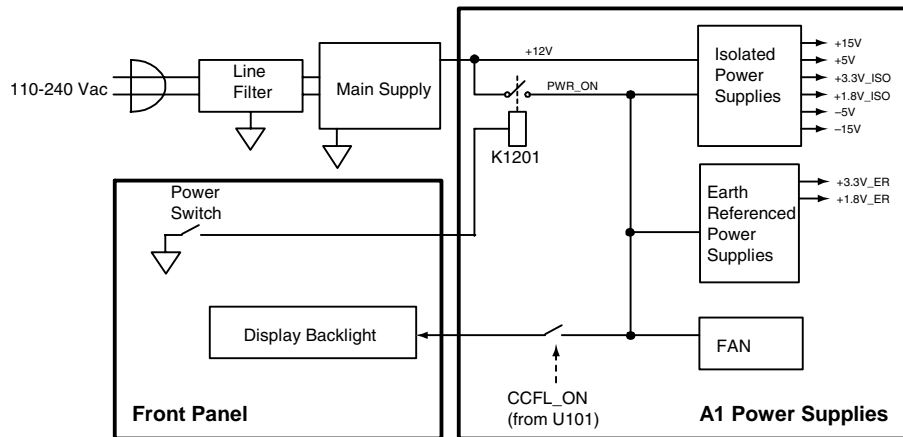 110-240 Vac
Line
Filter
Main Supply
+12V
PWR_ON
K1201
Isolated
Power
Supplies
+15V
+5V
+3.3V_ISO
+1.8V_ISO
–5V
–15V
Power
Switch
Earth
Referenced
Power
Supplies
+3.3V_ER
+1.8V_ER
Display Backlight
FAN
CCFL_ON
(from U101)
Front Panel
A1 Power Supplies